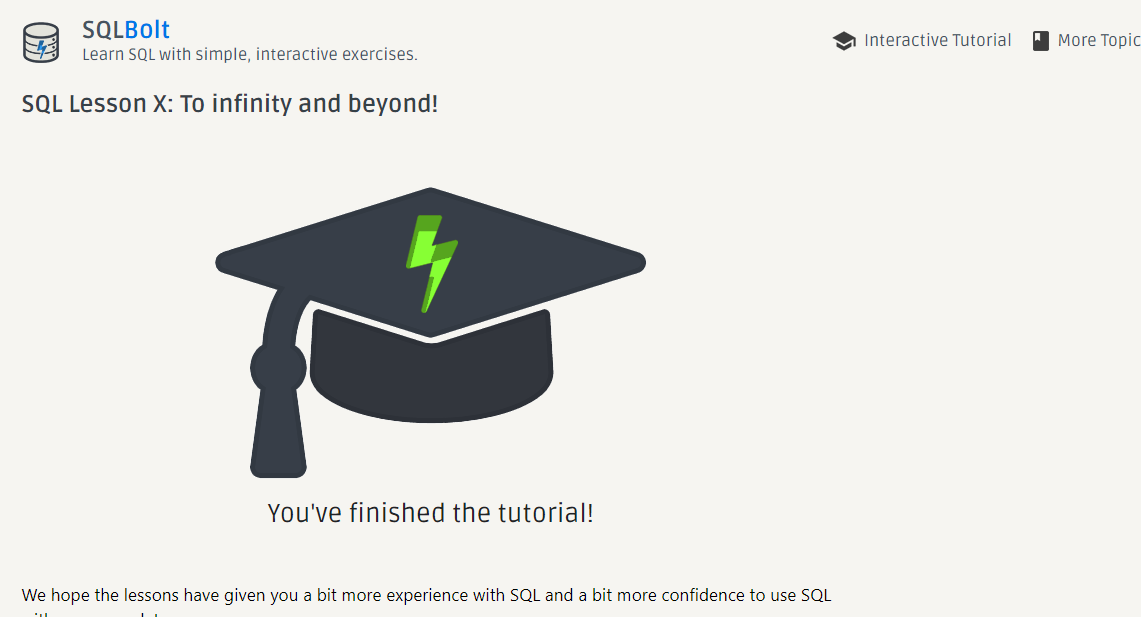 SQLBolt
Learn SQL with simple, interactive exercises.
Interactive Tutorial
More Topic
SQL Lesson X: To infinity and beyond!
You've finished the tutorial!
We hope the lessons have given you a bit more experience with SQL and a bit more confidence to use SQL